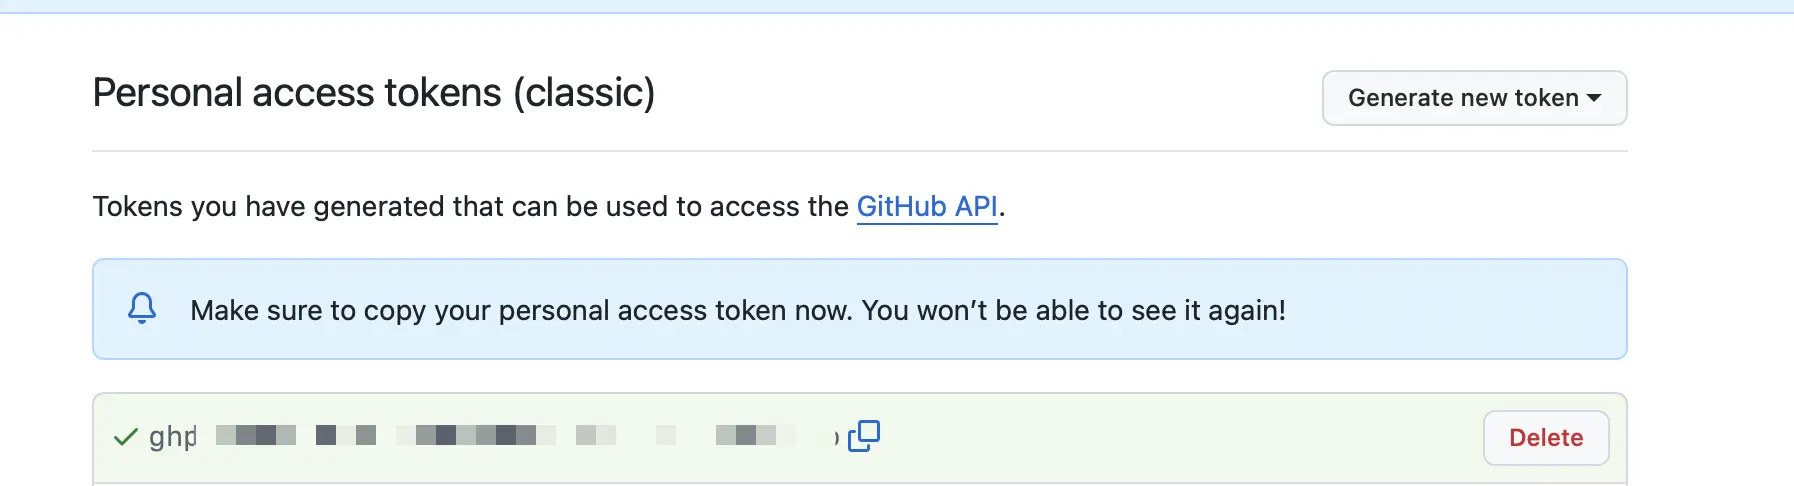 Personal access tokens (classic)
Generate new token
Tokens you have generated that can be used to access the GitHub API.
Make sure to copy your personal access token now. You won’t be able to see it again!
ghp
Delete